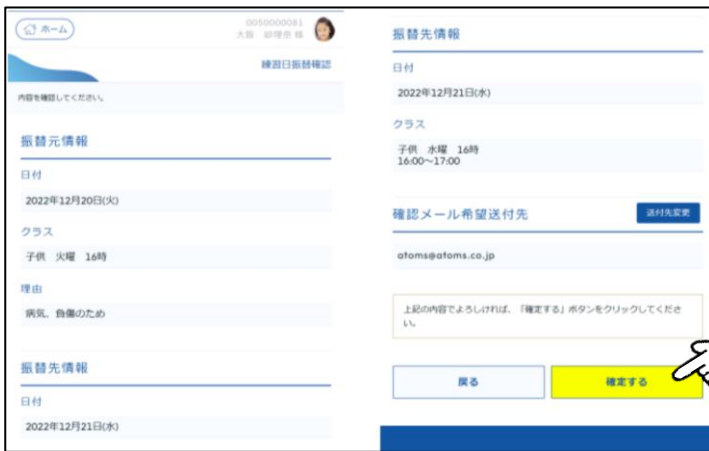 ホーム
0050000081
大阪 様
練習日振替確認
内容を確認してください。
振替元情報
日付
2022年12月20日(火)
クラス
子供 火曜 16時
理由
病気、負傷のため
振替先情報
日付
2022年12月21日(水)
振替先情報
日付
2022年12月21日(水)
クラス
子供 水曜 16時
16:00～17:00
確認メール希望送付先
送付先変更
atoms@atoms.co.jp
上記の内容でよろしければ、「確定する」ボタンをクリックしてくださ
い。
戻る
確定する